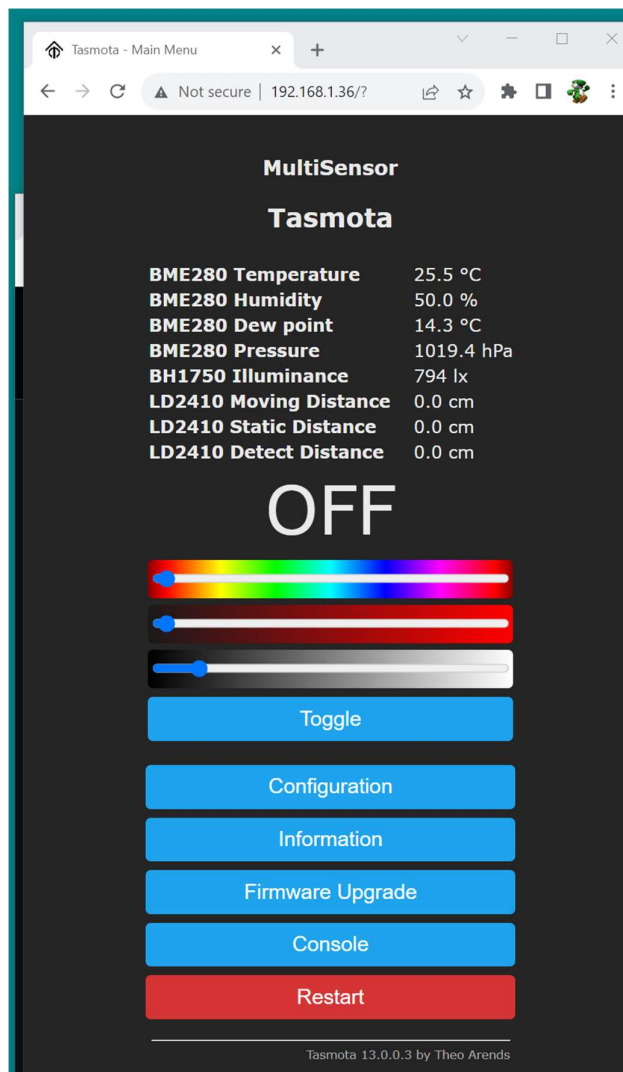 Tasmota - Main Menu
Not secure | 192.168.1.36/?
MultiSensor
Tasmota
BME280 Temperature 25.5 °C
BME280 Humidity 50.0 %
BME280 Dew point 14.3 °C
BME280 Pressure 1019.4 hPa
BH1750 Illuminance 794 lx
LD2410 Moving Distance 0.0 cm
LD2410 Static Distance 0.0 cm
LD2410 Detect Distance 0.0 cm
OFF
Toggle
Configuration
Information
Firmware Upgrade
Console
Restart
Tasmota 13.0.0.3 by Theo Arends